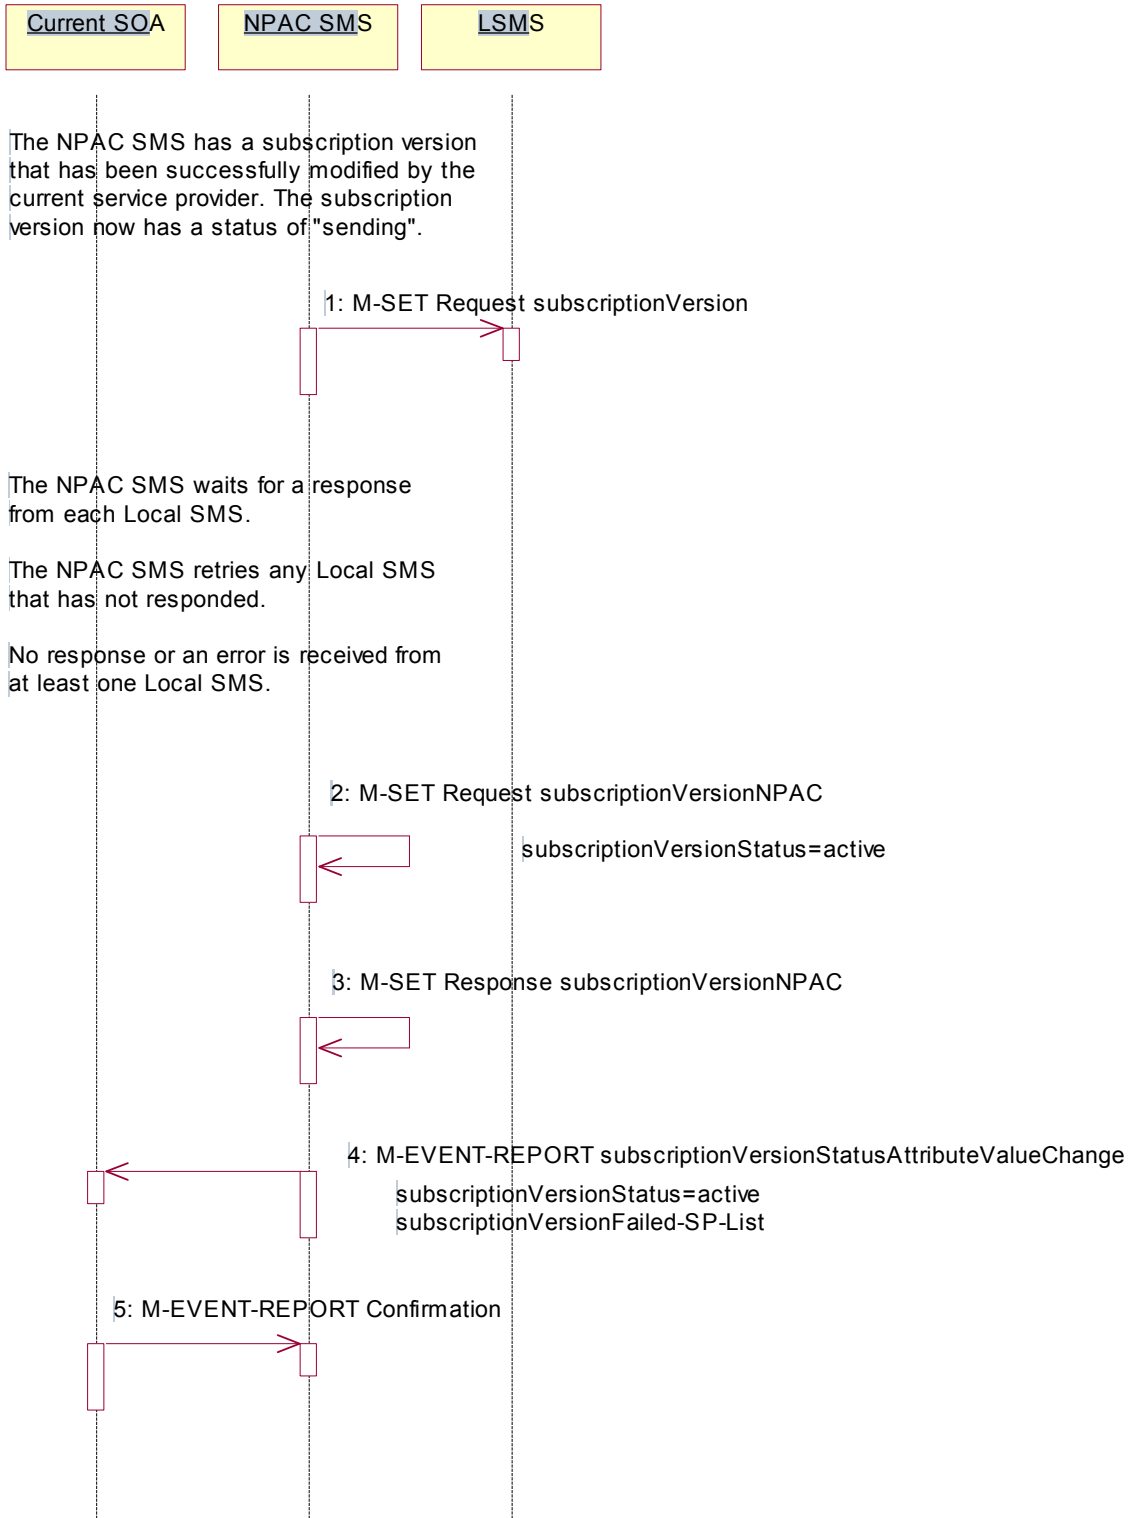 Current SOA
NPAC SMS
LSMS
The NPAC SMS has a subscription version
that has been successfully modified by the
current service provider. The subscription
version now has a status of "sending".
1: M-SET Request subscriptionVersion
The NPAC SMS waits for a response
from each Local SMS.
The NPAC SMS retries any Local SMS
that has not responded.
No response or an error is received from
at least one Local SMS.
2: M-SET Request subscriptionVersionNPAC
subscriptionVersionStatus=active
3: M-SET Response subscriptionVersionNPAC
4: M-EVENT-REPORT subscriptionVersionStatusAttributeValueChange
subscriptionVersionStatus=active
subscriptionVersionFailed-SP-List
5: M-EVENT-REPORT Confirmation